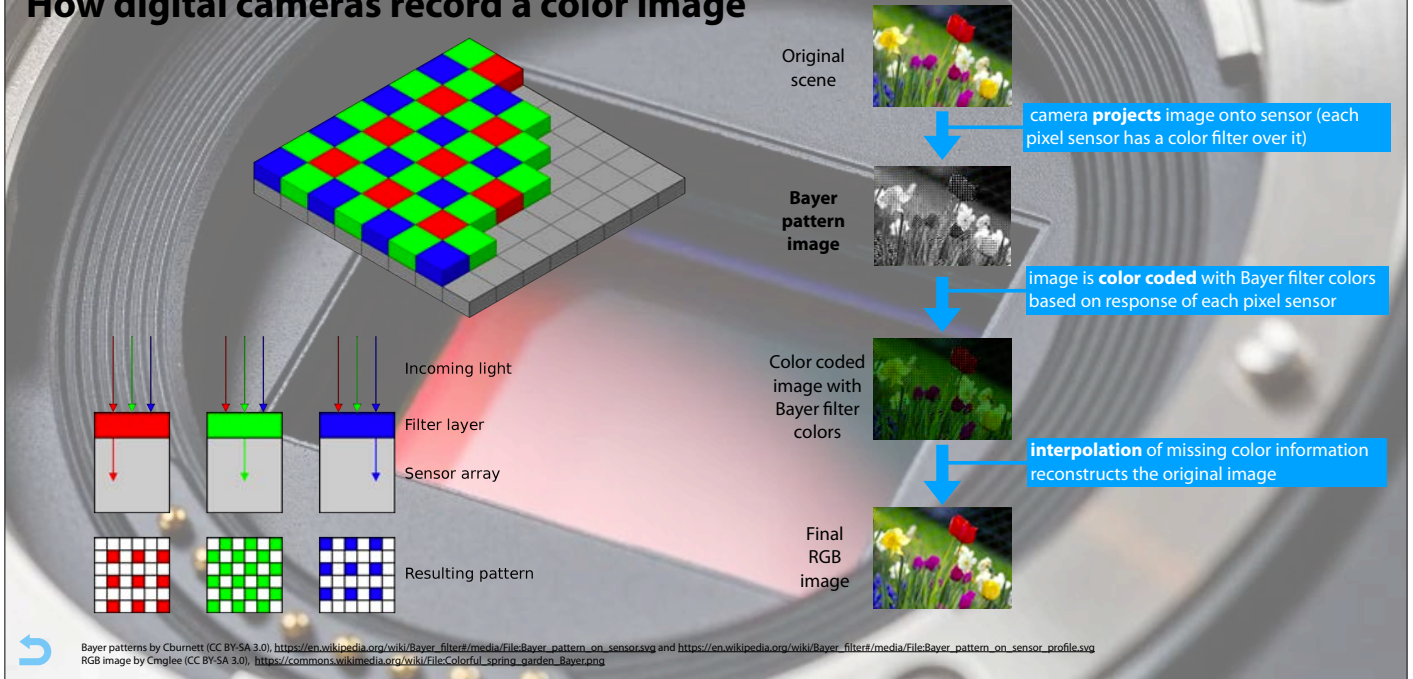 How digital cameras record a color image
Original
scene
camera projects image onto sensor (each
pixel sensor has a color filter over it)
Bayer
pattern
image
image is color coded with Bayer filter colors
based on response of each pixel sensor
Color coded
image with
Bayer filter
colors
interpolation of missing color information
reconstructs the original image
Final
RGB
image
Incoming light
Filter layer
Sensor array
Resulting pattern
Bayer patterns by Cburnett (CC BY-SA 3.0), https://en.wikipedia.org/wiki/Bayer_filter#/media/File:Bayer_pattern_on_sensor.svg and https://en.wikipedia.org/wiki/Bayer_filter#/media/File:Bayer_pattern_on_sensor_profile.svg
RGB image by Cmglee (CC BY-SA 3.0), https://commons.wikimedia.org/wiki/File:Colorful_spring_garden_Bayer.png